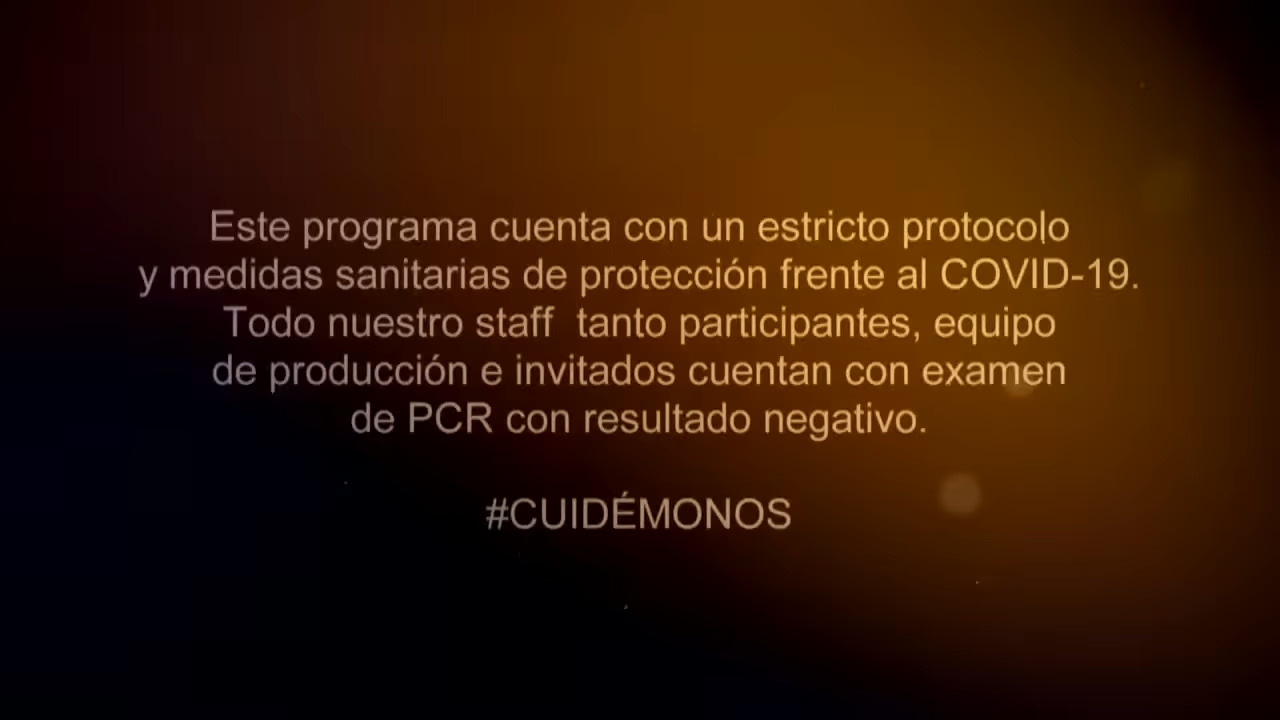 Este programa cuenta con un estricto protocolo
y medidas sanitarias de protección frente al COVID-19.
Todo nuestro staff  tanto participantes, equipo
de producción e invitados cuentan con examen
de PCR con resultado negativo.
#CUIDÉMONOS